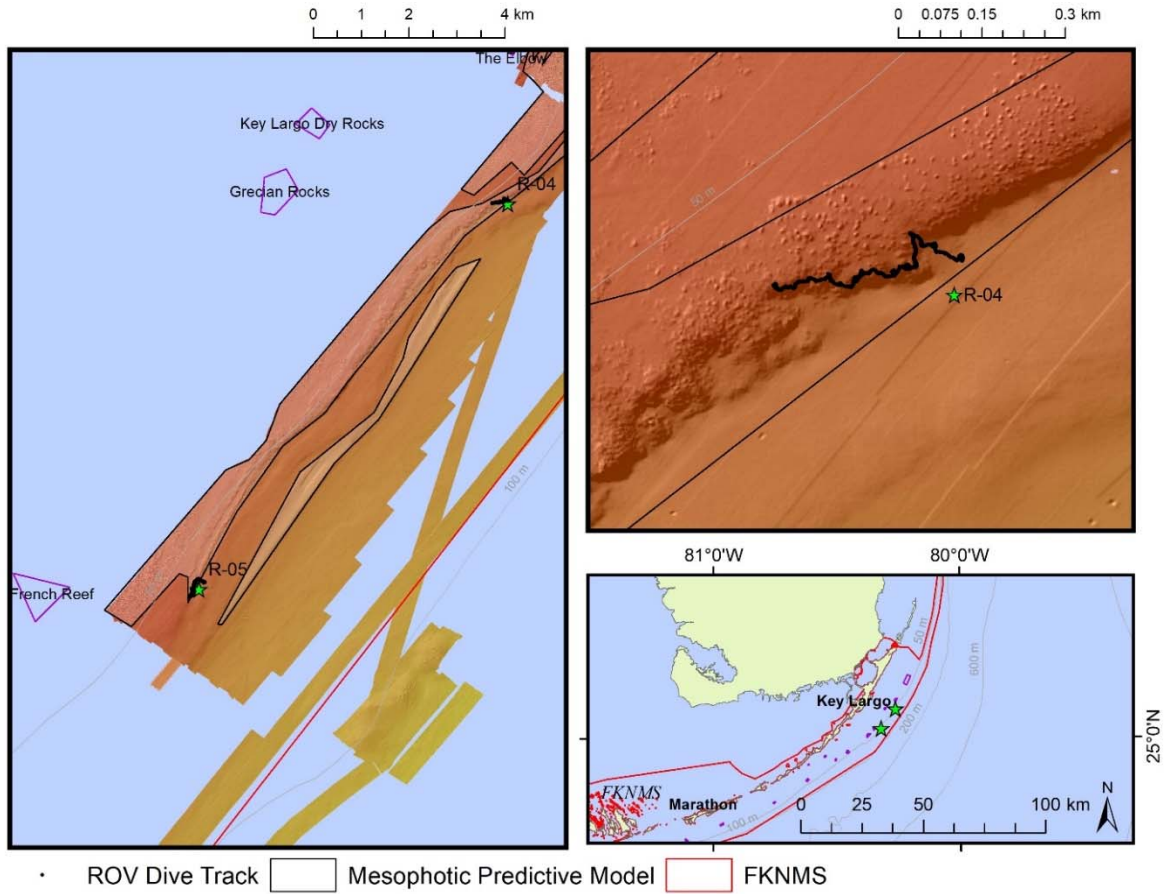 0 1 2 4 km
0 0.075 0.15 0.3 km
The Elbow
Key Largo Dry Rocks
Grecian Rocks
R-04
100 m
R-05
French Reef
50 m
R-04
81°0'W 80°0'W
50 m
600 m
Key Largo
200 m
25°0'N
FKNMS
Marathon
100 m
0 25 50 100 km
N
ROV Dive Track Mesophotic Predictive Model FKNMS